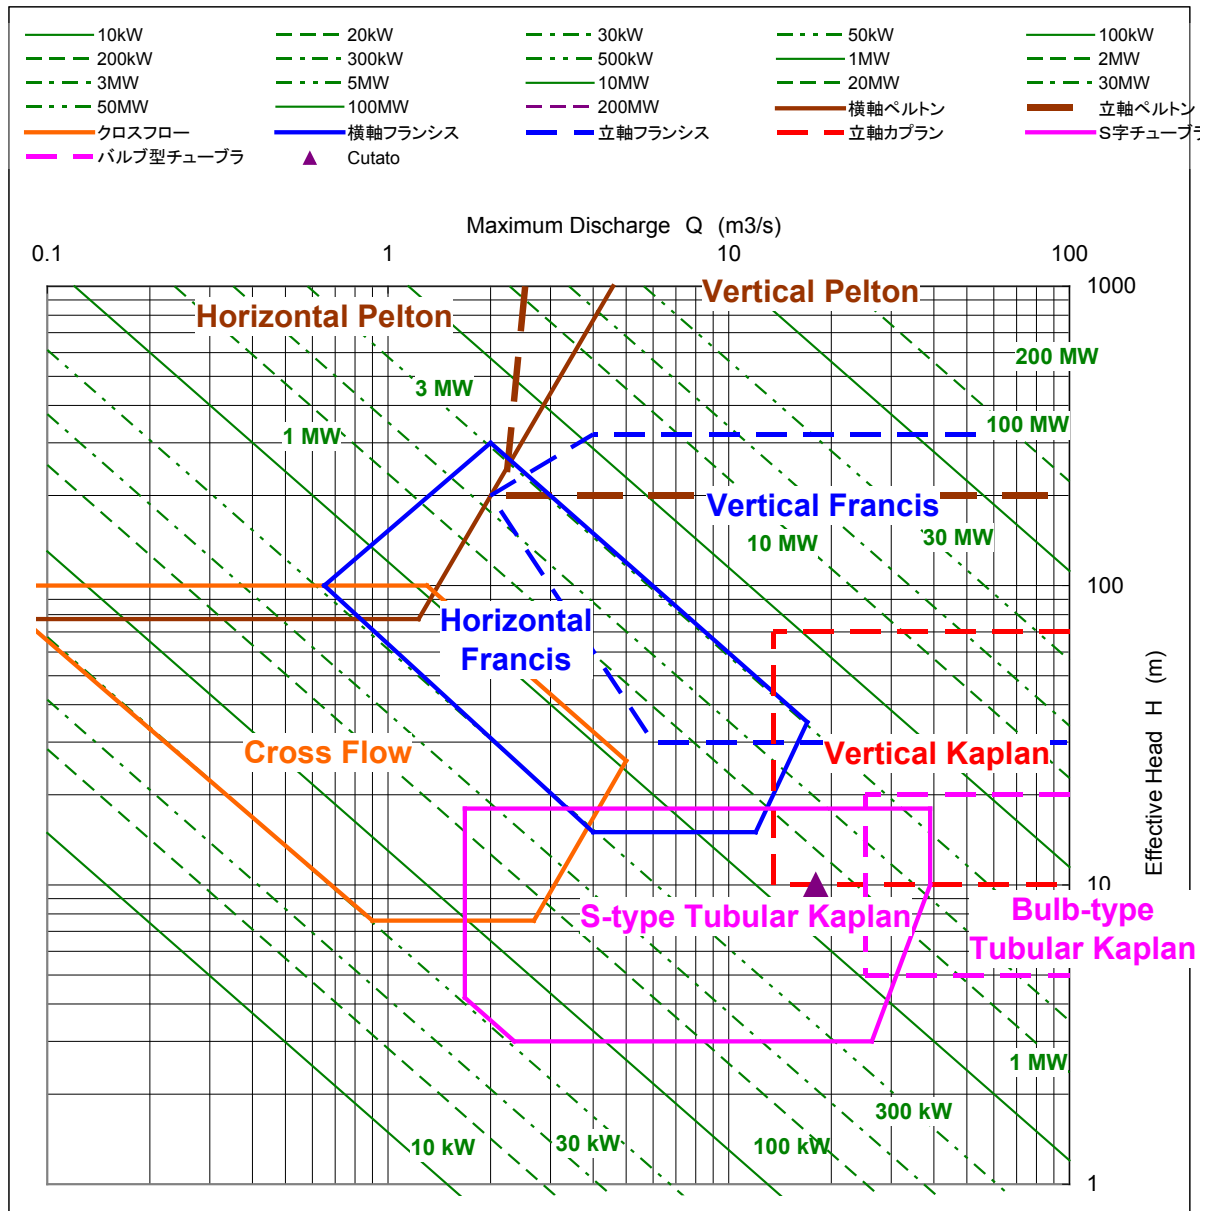 10kW 20kW 30kW 50kW 100kW
200kW 300kW 500kW 1MW 2MW
3MW 5MW 10MW 20MW 30MW
50MW 100MW 200MW 横軸ペルトン 立軸ペルトン
クロスフロー 横軸フランシス 立軸フランシス 立軸カプラン S字チューブラ
バルブ型チューブラ Cutato
Maximum Discharge Q (m3/s)
0.1 1 10 100
1000
Vertical Pelton
Horizontal Pelton
200 MW
3 MW
100 MW
1 MW
Vertical Francis
30 MW
10 MW
100
Horizontal
Francis
Effective Head H (m)
Cross Flow
Vertical Kaplan
10
S-type Tubular Kaplan
Bulb-type
Tubular Kaplan
1 MW
300 kW
10 kW
30 kW
100 kW
1